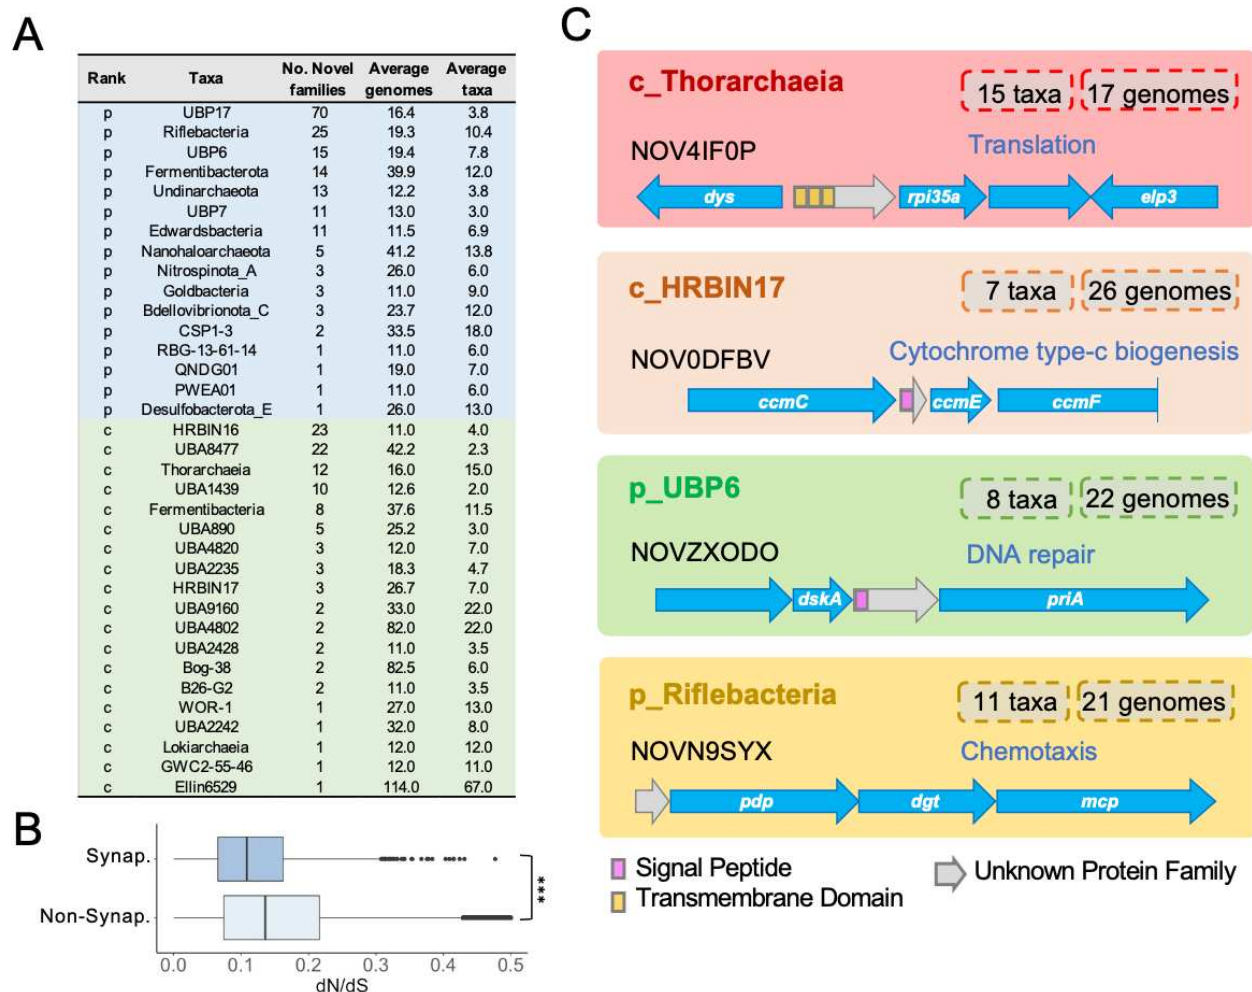 A
Rank Taxa No. Novel families Average genomes Average taxa
p UBP17 70 16.4 3.8
p Riflebacteria 25 19.3 10.4
p UBP6 15 19.4 7.8
p Fermentibacterota 14 39.9 12.0
p Undinarchaeota 13 12.2 3.8
p UBP7 11 13.0 3.0
p Edwardsbacteria 11 11.5 6.9
p Nanohaloarchaeota 5 41.2 13.8
p Nitrospinota_A 3 26.0 6.0
p Goldbacteria 3 11.0 9.0
p Bdellovibrionota_C 3 23.7 12.0
p CSP1-3 2 33.5 18.0
p RBG-13-61-14 1 11.0 6.0
p QNDG01 1 19.0 7.0
p PWEA01 1 11.0 6.0
p Desulfobacterota_E 1 26.0 13.0
c HRBIN16 23 11.0 4.0
c UBA8477 22 42.2 2.3
c Thorarchaeia 12 16.0 15.0
c UBA1439 10 12.6 2.0
c Fermentibacteria 8 37.6 11.5
c UBA890 5 25.2 3.0
c UBA4820 3 12.0 7.0
c UBA2235 3 18.3 4.7
c HRBIN17 3 26.7 7.0
c UBA9160 2 33.0 22.0
c UBA4802 2 82.0 22.0
c UBA2428 2 11.0 3.5
c Bog-38 2 82.5 6.0
c B26-G2 2 11.0 3.5
c WOR-1 1 27.0 13.0
c UBA2242 1 32.0 8.0
c Lokiarchaeia 1 12.0 12.0
c GWC2-55-46 1 12.0 11.0
c Ellin6529 1 114.0 67.0
B
Synap.
Non-Synap.
***
0.0 0.1 0.2 0.3 0.4 0.5
dN/dS
C
c_Thorarchaeia 15 taxa 17 genomes
NOV4IF0P Translation
dys rpl35a elp3
c_HRBIN17 7 taxa 26 genomes
NOV0DFBV Cytochrome type-c biogenesis
ccmC ccmE ccmF
p_UBP6 8 taxa 22 genomes
NOVZXODO DNA repair
dskA priA
p_Riflebacteria 11 taxa 21 genomes
NOVN9SYX Chemotaxis
pdp dgt mcp
Signal Peptide Unknown Protein Family
Transmembrane Domain